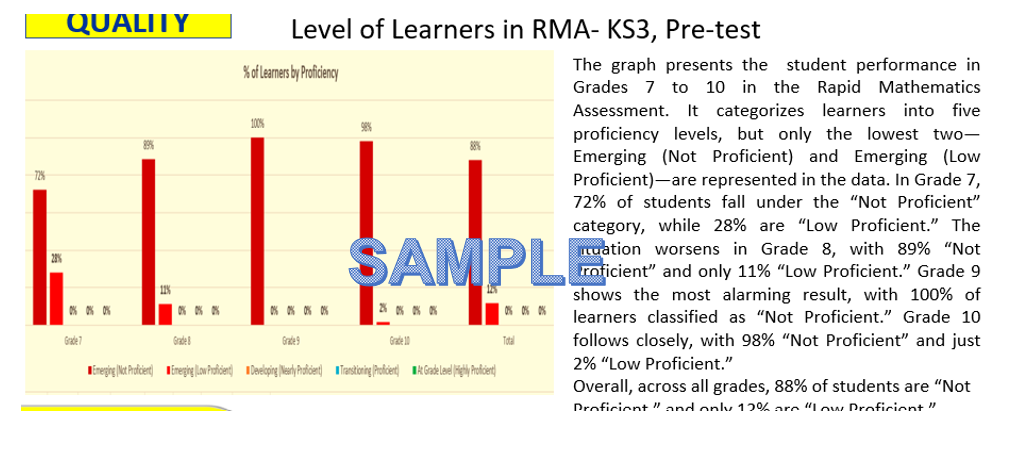 QUALITY
Level of Learners in RMA- KS3, Pre-test
% of Learners by Proficiency
72%
28%
0% 0% 0%
89%
11%
0% 0% 0%
100%
0% 0% 0% 0%
98%
2%
0% 0% 0%
88%
12%
0% 0% 0%
Grade 7 Grade 8 Grade 9 Grade 10 Total
Emerging (Not Proficient) Emerging (Low Proficient) Developing (Nearly Proficient) Transitioning (Proficient) At Grade Level (Highly Proficient)
SAMPLE
The graph presents the student performance in
Grades 7 to 10 in the Rapid Mathematics
Assessment. It categorizes learners into five
proficiency levels, but only the lowest two—
Emerging (Not Proficient) and Emerging (Low
Proficient)—are represented in the data. In Grade 7,
72% of students fall under the “Not Proficient”
category, while 28% are “Low Proficient.” The
situation worsens in Grade 8, with 89% “Not
Proficient” and only 11% “Low Proficient.” Grade 9
shows the most alarming result, with 100% of
learners classified as “Not Proficient.” Grade 10
follows closely, with 98% “Not Proficient” and just
2% “Low Proficient.”
Overall, across all grades, 88% of students are “Not
Proficient,” and only 12% are “Low Proficient.”